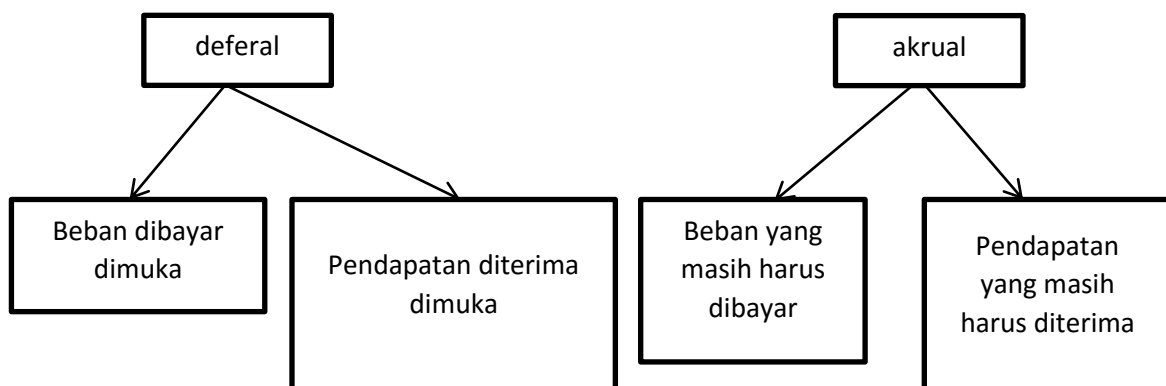 deferal
akrual
Beban dibayar
dimuka
Pendapatan diterima
dimuka
Beban yang
masih harus
dibayar
Pendapatan
yang masih
harus diterima